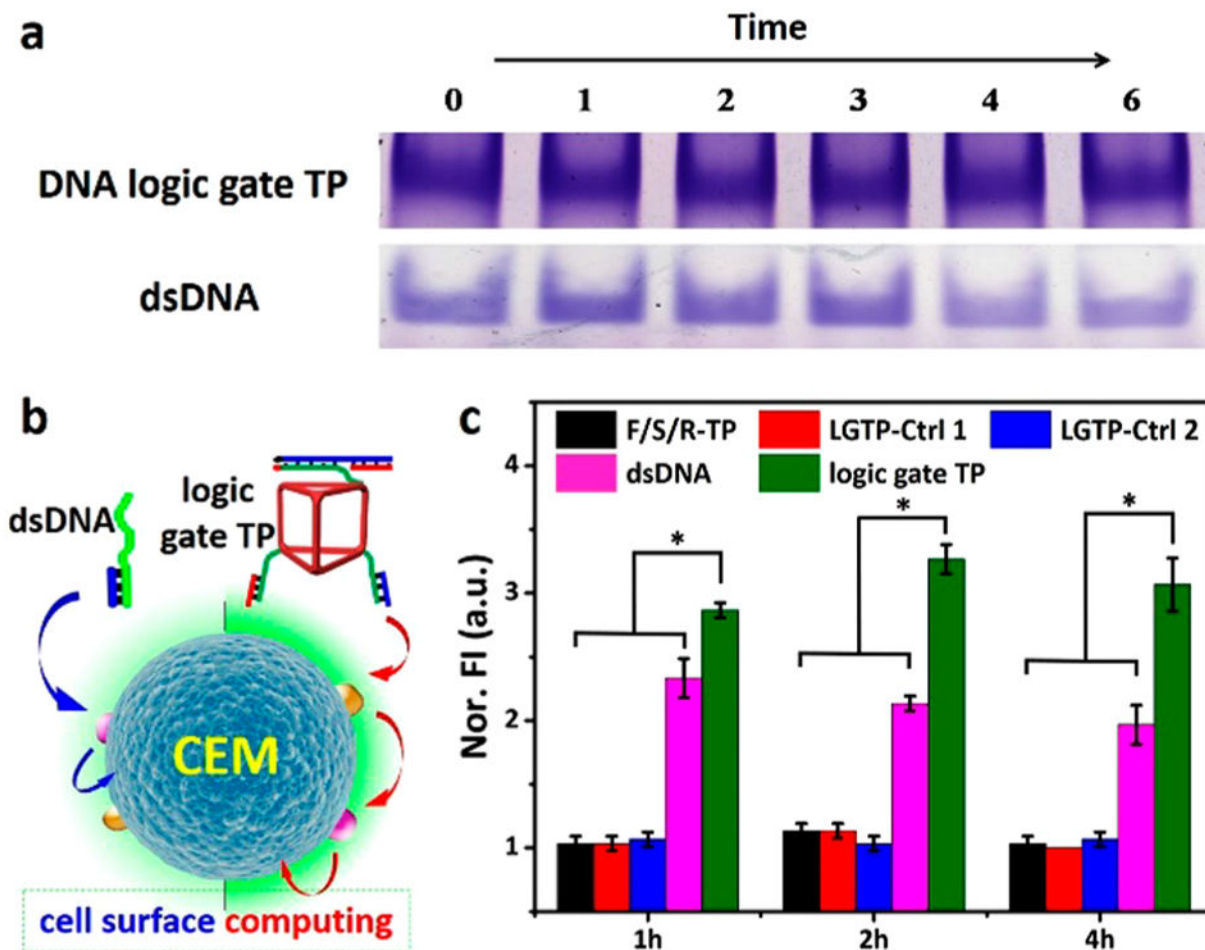 a
Time
0 1 2 3 4 6
DNA logic gate TP
dsDNA
b
dsDNA
logic
gate TP
CEM
cell surface computing
c
F/S/R-TP LGTP-Ctrl 1 LGTP-Ctrl 2
dsDNA logic gate TP
Nor. FI (a.u.)
4
3
2
1
* * *
1h 2h 4h